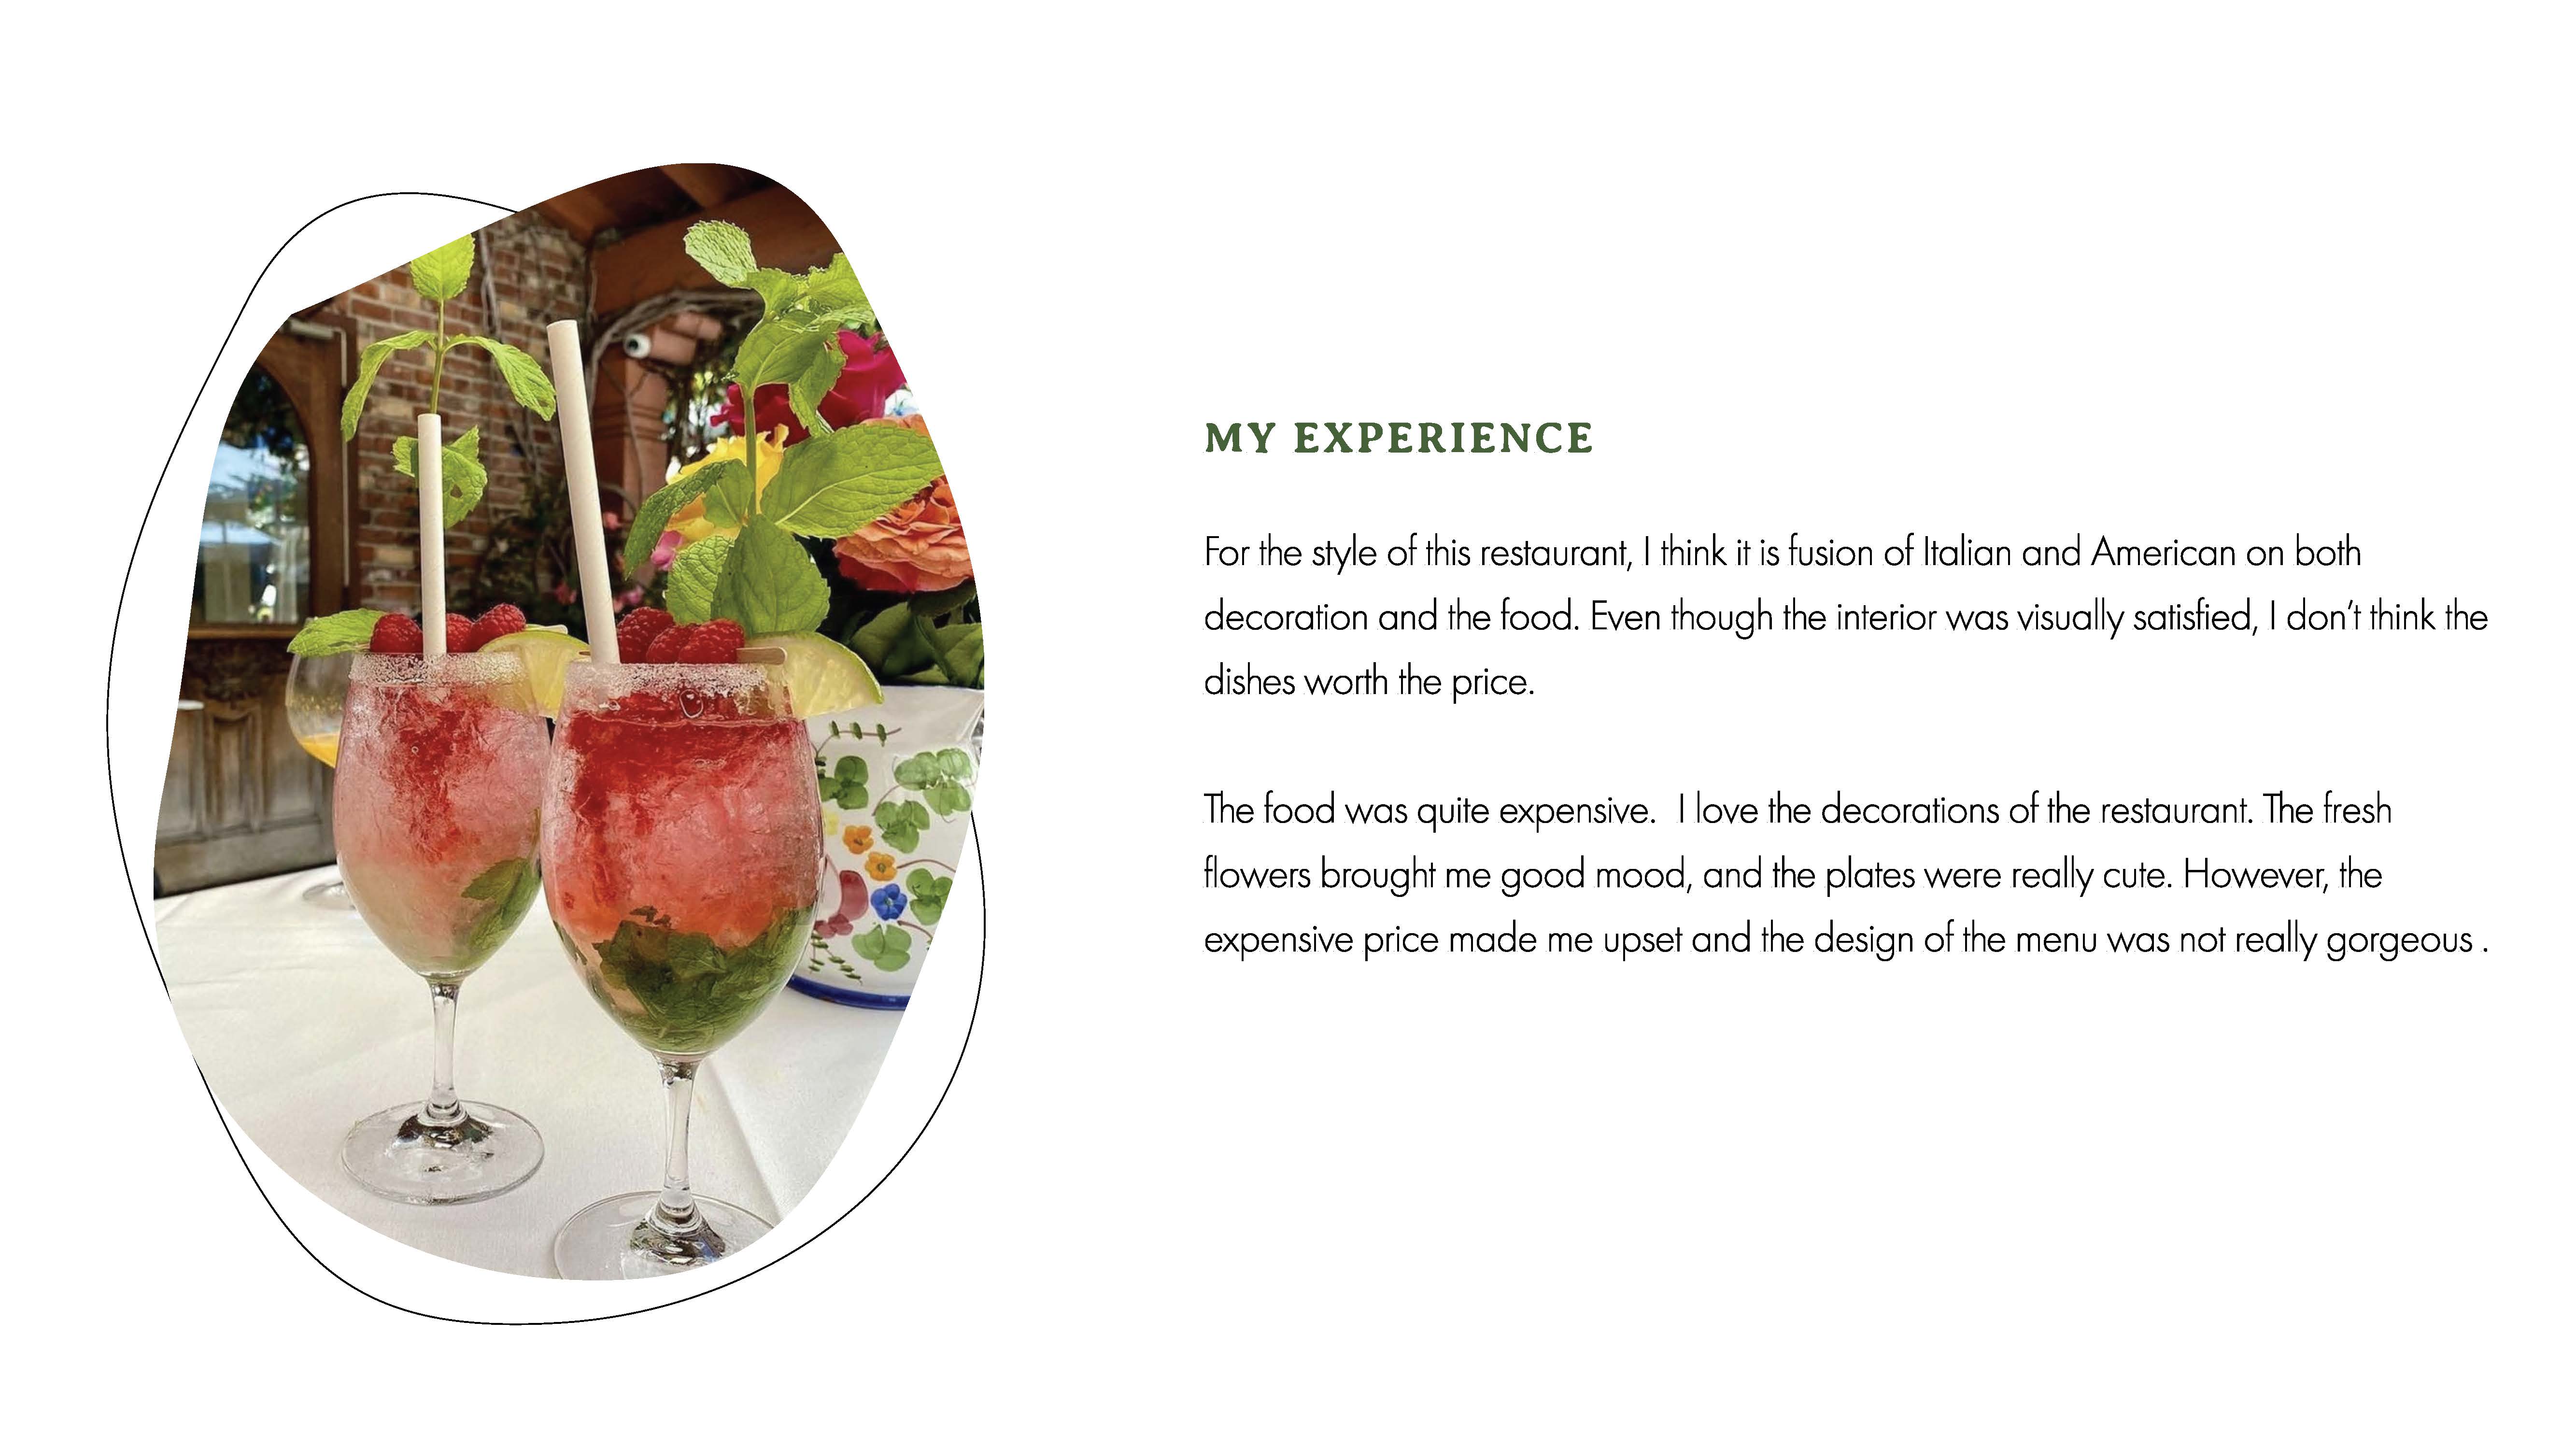 MY EXPERIENCE
For the style of this restaurant, I think it is fusion of Italian and American on both
decoration and the food. Even though the interior was visually satisfied, I don’t think the
dishes worth the price.
The food was quite expensive.  I love the decorations of the restaurant. The fresh
flowers brought me good mood, and the plates were really cute. However, the
expensive price made me upset and the design of the menu was not really gorgeous .